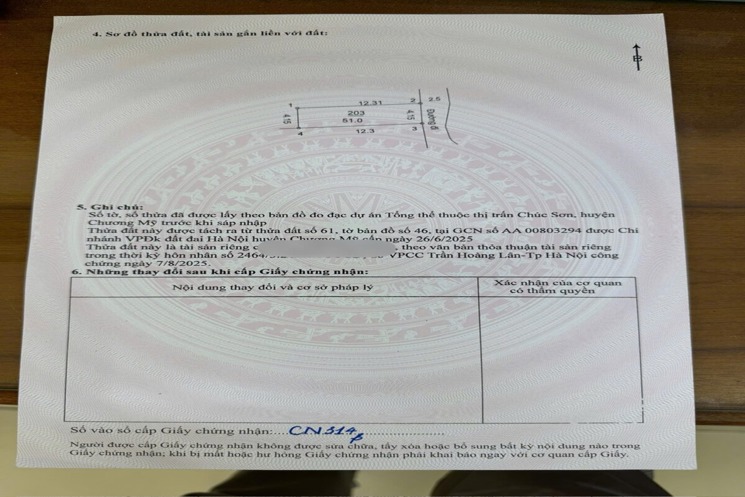 4. Sơ đồ thửa đất, tài sản gắn liền với đất:
B
1 12.31 2 2.5
4.15 203 4.15 Đường đi
51.0
4 12.3 3
5. Ghi chú:
Số tờ, số thửa đã được lấy theo bản đồ đo đạc dự án Tổng thể thuộc thị trấn Chúc Sơn, huyện
Chương Mỹ trước khi sáp nhập
Thửa đất này được tách ra từ thửa đất số 61, tờ bản đồ số 46, tại GCN số AA 00803294 được Chi
nhánh VPĐk đất đai Hà Nội huyện Chương Mỹ cấp ngày 26/6/2025
Thửa đất này là tài sản riêng c , theo văn bản thỏa thuận tài sản riêng
trong thời kỳ hôn nhân số 2464 VPCC Trần Hoàng Lân-Tp Hà Nội công
chứng ngày 7/8/2025.
6. Những thay đổi sau khi cấp Giấy chứng nhận:
Nội dung thay đổi và cơ sở pháp lý
Xác nhận của cơ quan
có thẩm quyền
Số vào sổ cấp Giấy chứng nhận:....CN 314
Người được cấp Giấy chứng nhận không được sửa chữa, tẩy xóa hoặc bổ sung bất kỳ nội dung nào trong
Giấy chứng nhận; khi bị mất hoặc hư hỏng Giấy chứng nhận phải khai báo ngay với cơ quan cấp Giấy.